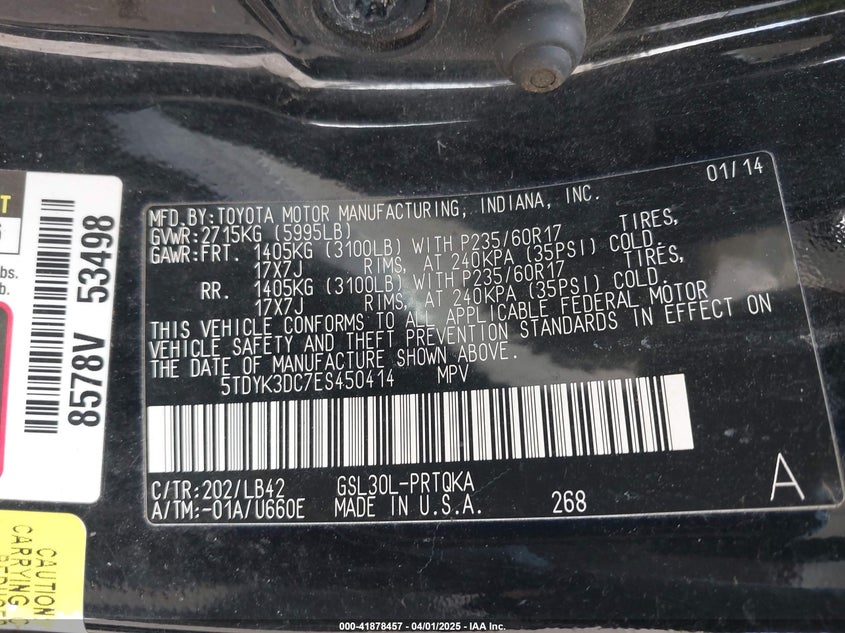 01/14
MFD.BY:TOYOTA MOTOR MANUFACTURING, INDIANA, INC.
GVWR:2715KG (5995LB)
GAWR:FRT. 1405KG (3100LB) WITH P235/60R17 TIRES,
17X7J RIMS, AT 240KPA (35PSI) COLD.
RR. 1405KG (3100LB) WITH P235/60R17 TIRES,
17X7J RIMS, AT 240KPA (35PSI) COLD.
THIS VEHICLE CONFORMS TO ALL APPLICABLE FEDERAL MOTOR
VEHICLE SAFETY AND THEFT PREVENTION STANDARDS IN EFFECT ON
THE DATE OF MANUFACTURE SHOWN ABOVE.
5TDYK3DC7ES450414 MPV
C/TR:202/LB42 GSL30L-PRTQKA
A/TM:-01A/U660E MADE IN U.S.A. 268 A
8578V 53498
lbs.
b.
CAUTION
CARRYING
000-41878457 - 04/01/2025 - IAA Inc.